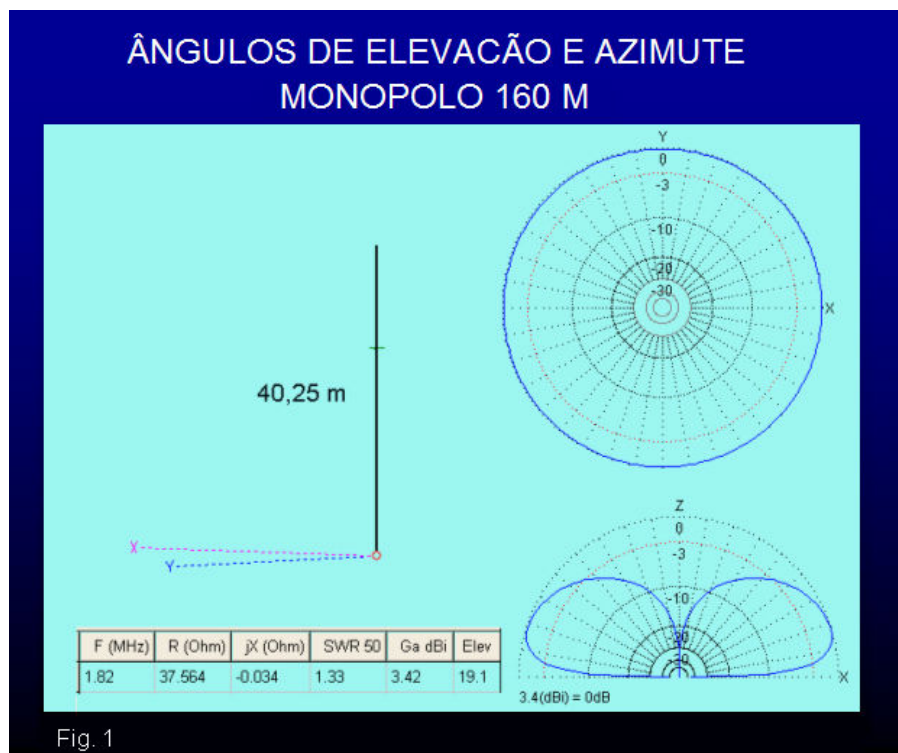 ÂNGULOS DE ELEVACÃO E AZIMUTE
MONOPOLO 160 M
Y
0
-3
-10
-20
-30
X
40,25 m
X
Y
Z
0
-3
-10
-20
-30
X
3.4(dBi) = 0dB
F (MHz) R (Ohm) jX (Ohm) SWR 50 Ga dBi Elev
1.82 37.564 -0.034 1.33 3.42 19.1
Fig. 1